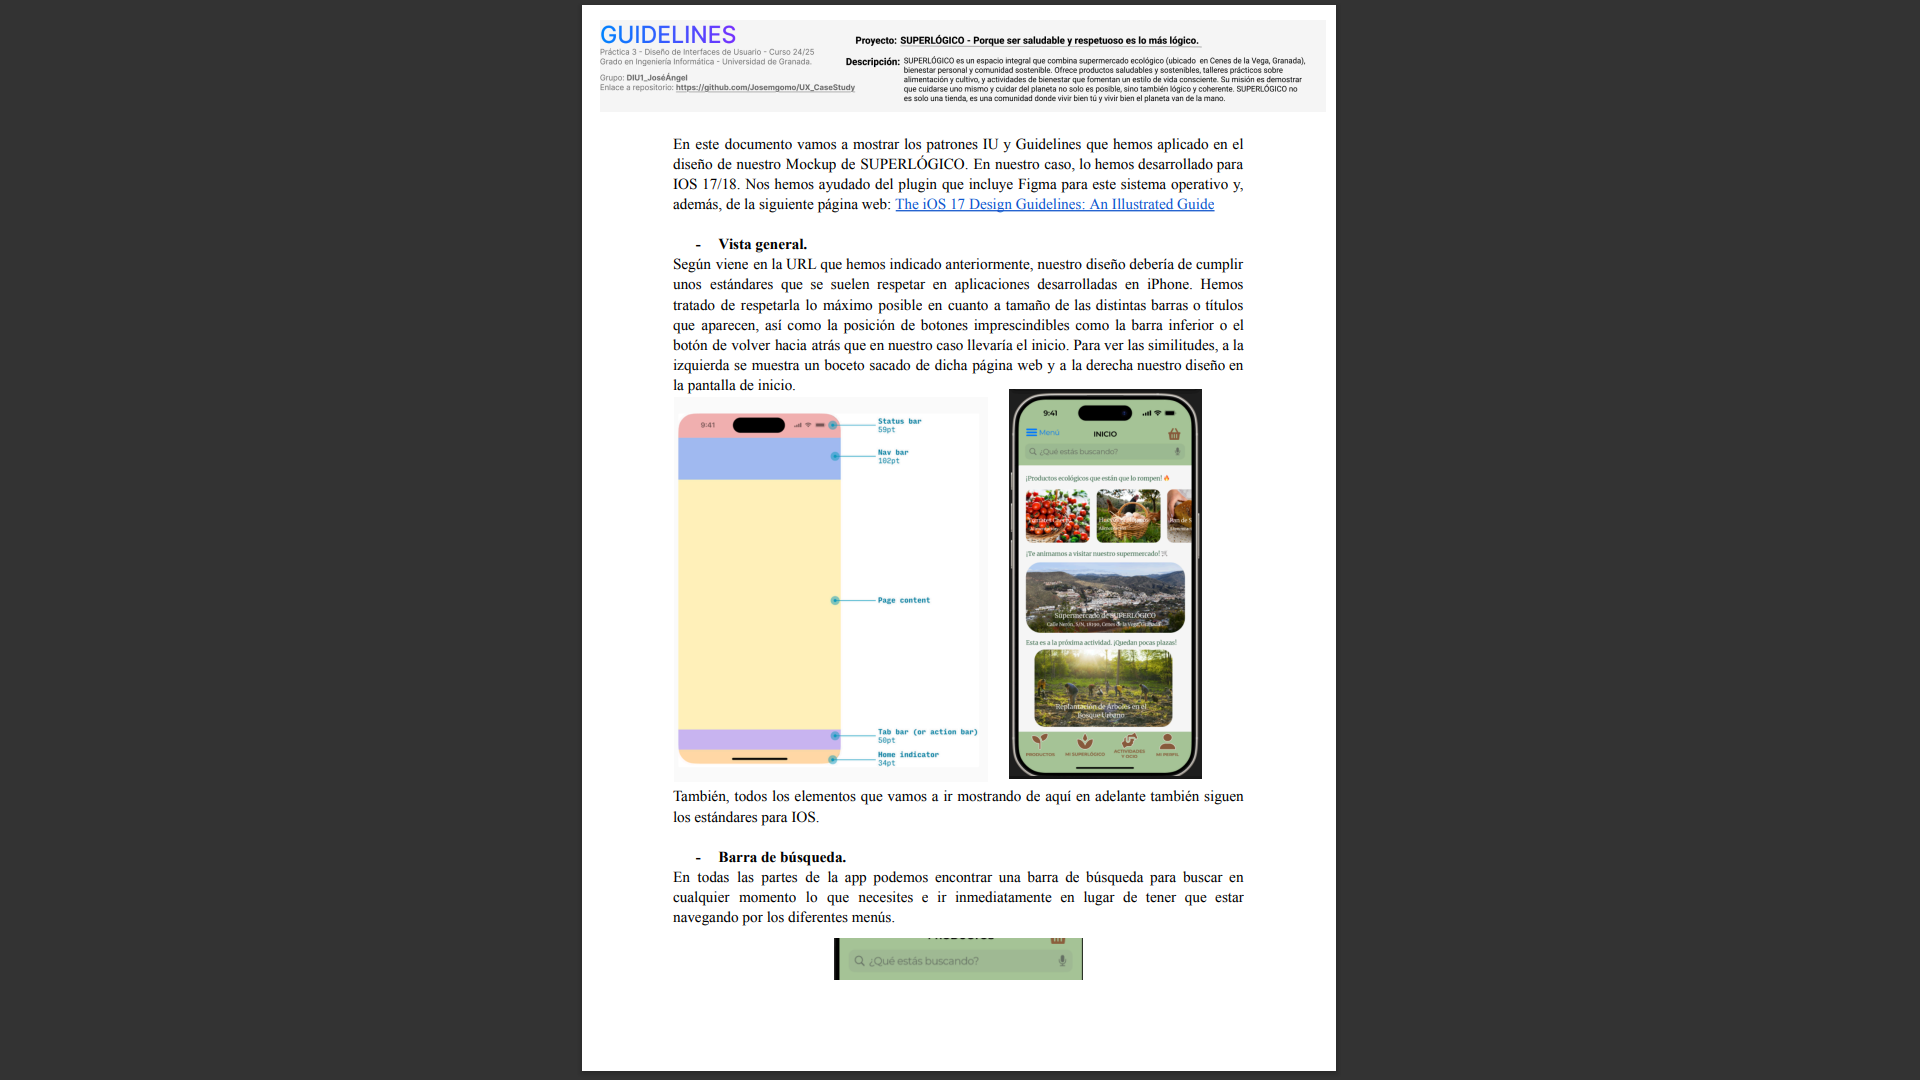 GUIDELINES
Práctica 3 - Diseño de Interfaces de Usuario - Curso 24/25
Grado en Ingeniería Informática - Universidad de Granada.
Grupo: DIU1_JoséÁngel
Enlace a repositorio: https://github.com/Josemgomo/UX_CaseStudy
Proyecto: SUPERLÓGICO - Porque ser saludable y respetuoso es lo más lógico.
Descripción: SUPERLÓGICO es un espacio integral que combina supermercado ecológico (ubicado en Cenes de la Vega, Granada),
bienestar personal y comunidad sostenible. Ofrece productos saludables y sostenibles, talleres prácticos sobre
alimentación y cultivo, y actividades de bienestar que fomentan un estilo de vida consciente. Su misión es demostrar
que cuidarse uno mismo y cuidar del planeta no solo es posible, sino también lógico y coherente. SUPERLÓGICO no
es solo una tienda, es una comunidad donde vivir bien tú y vivir bien el planeta van de la mano.
En este documento vamos a mostrar los patrones IU y Guidelines que hemos aplicado en el
diseño de nuestro Mockup de SUPERLÓGICO. En nuestro caso, lo hemos desarrollado para
IOS 17/18. Nos hemos ayudado del plugin que incluye Figma para este sistema operativo y,
además, de la siguiente página web: The iOS 17 Design Guidelines: An Illustrated Guide
- Vista general.
Según viene en la URL que hemos indicado anteriormente, nuestro diseño debería de cumplir
unos estándares que se suelen respetar en aplicaciones desarrolladas en iPhone. Hemos
tratado de respetarla lo máximo posible en cuanto a tamaño de las distintas barras o títulos
que aparecen, así como la posición de botones imprescindibles como la barra inferior o el
botón de volver hacia atrás que en nuestro caso llevaría el inicio. Para ver las similitudes, a la
izquierda se muestra un boceto sacado de dicha página web y a la derecha nuestro diseño en
la pantalla de inicio.
9:41
Status bar
59pt
Nav bar
102pt
Page content
Tab bar (or action bar)
50pt
Home indicator
34pt
9:41
Menú
INICIO
¿Qué estás buscando?
¡Productos ecológicos que están que lo rompen!
¡Te animamos a visitar nuestro supermercado!
Supermercado de SUPERLÓGICO
Esta es a la próxima actividad. ¡Quedan pocas plazas!
Replantación de Árboles en el
Bosque Urbano
PRODUCTOS
MI SUPERLÓGICO
ACTIVIDADES
Y OCIO
MI PERFIL
También, todos los elementos que vamos a ir mostrando de aquí en adelante también siguen
los estándares para IOS.
- Barra de búsqueda.
En todas las partes de la app podemos encontrar una barra de búsqueda para buscar en
cualquier momento lo que necesites e ir inmediatamente en lugar de tener que estar
navegando por los diferentes menús.
¿Qué estás buscando?